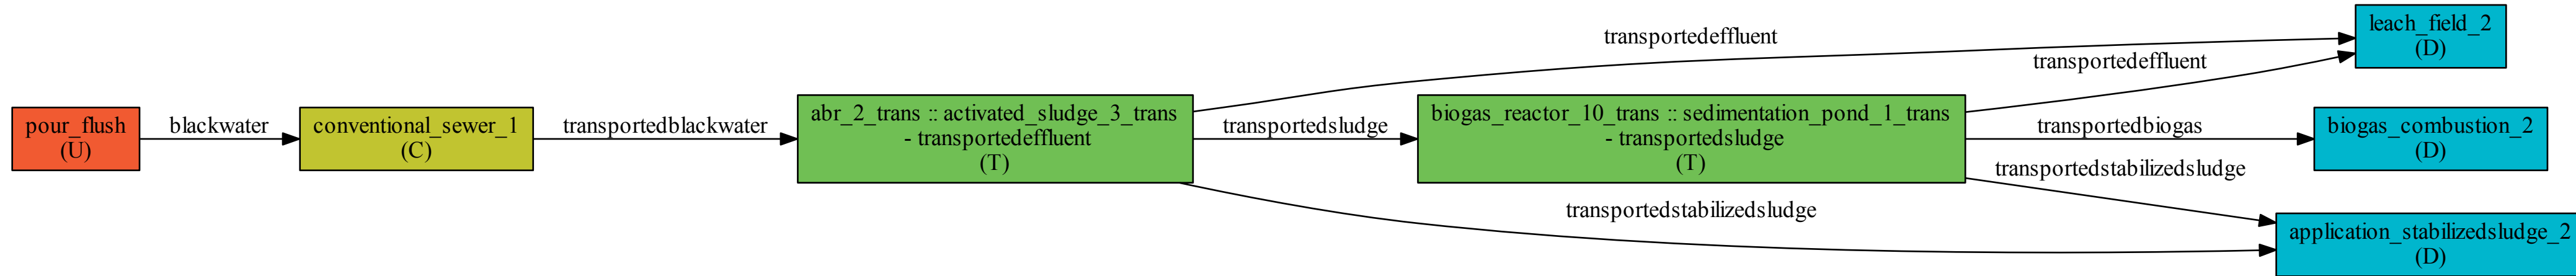 pour_flush
(U)
blackwater
conventional_sewer_1
(C)
transportedblackwater
abr_2_trans :: activated_sludge_3_trans
- transportedeffluent
(T)
transportedeffluent
transportedsludge
transportedstabilizedsludge
biogas_reactor_10_trans :: sedimentation_pond_1_trans
- transportedsludge
(T)
transportedeffluent
transportedbiogas
transportedstabilizedsludge
leach_field_2
(D)
biogas_combustion_2
(D)
application_stabilizedsludge_2
(D)